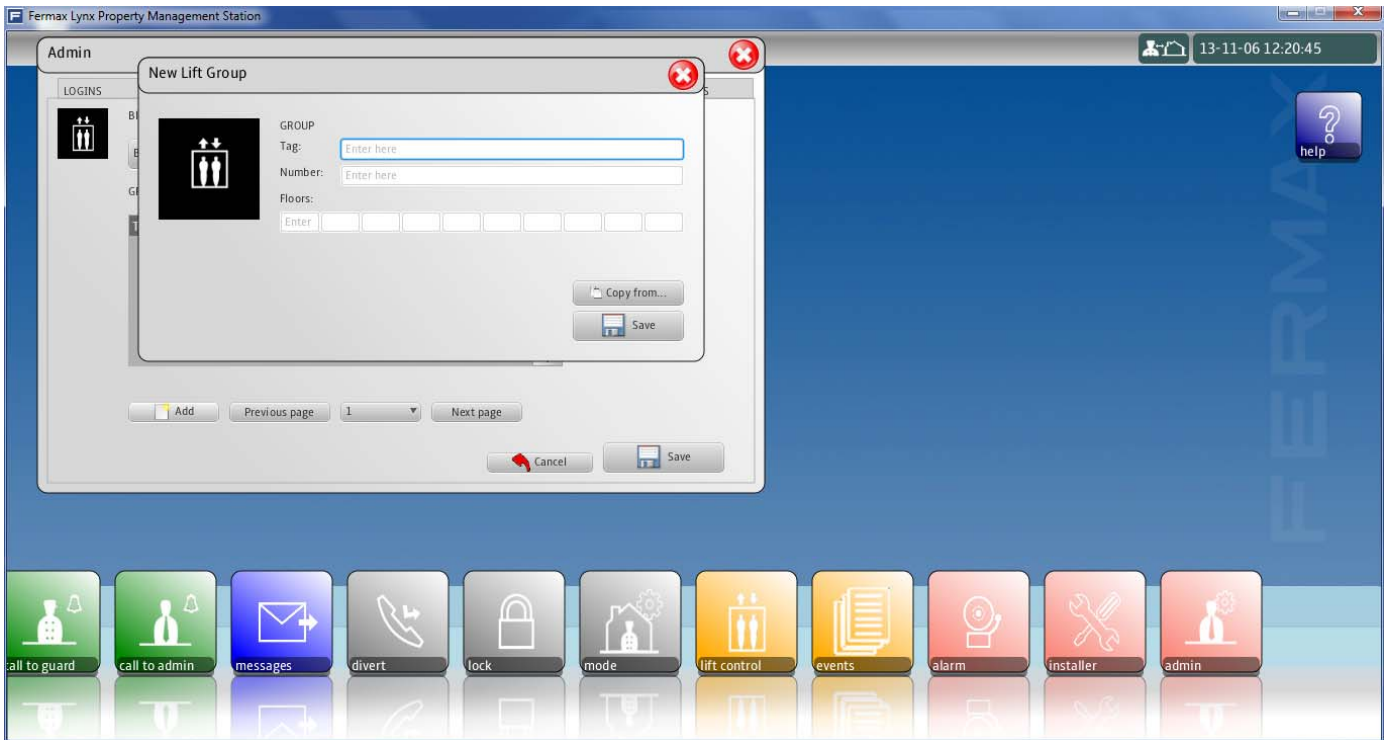 Fermax Lynx Property Management Station
Admin
13-11-06 12:20:45
New Lift Group
LOGINS
S
help
GROUP
Tag: Enter here
Number: Enter here
Floors:
Enter
Copy from...
Save
Add Previous page 1 Next page
Cancel Save
FERMAX
all to guard call to admin messages divert lock mode lift control events alarm installer admin